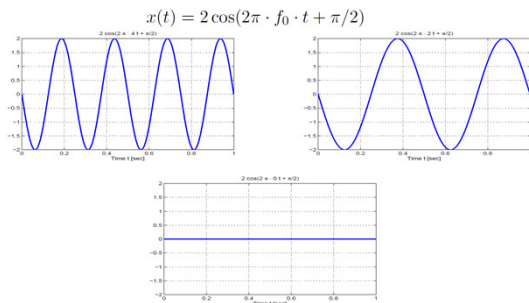 x(t) = 2 cos(2π · f₀ · t + π/2)
2 cos(2 π · 4 t + π/2)
2
1.5
1
0.5
0
−0.5
−1
−1.5
−2
0 0.2 0.4 0.6 0.8 1
Time t [sec]
2 cos(2 π · 2 t + π/2)
2
1.5
1
0.5
0
−0.5
−1
−1.5
−2
0 0.2 0.4 0.6 0.8
Time t [sec]
2 cos(2 π · 0 t + π/2)
2
1.5
1
0.5
0
−0.5
−1
−1.5
−2
0 0.2 0.4 0.6 0.8 1
Time t [sec]